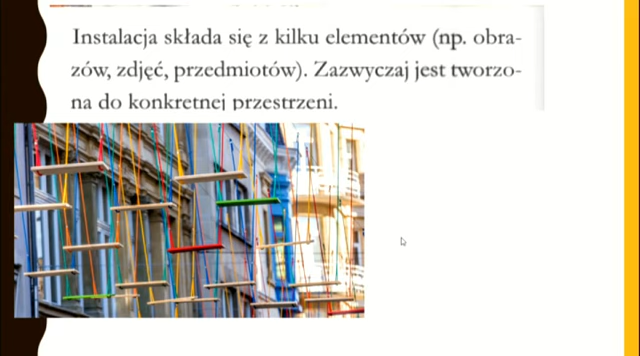 Instalacja składa się z kilku elementów (np. obra-
zów, zdjęć, przedmiotów). Zazwyczaj jest tworzo-
na do konkretnej przestrzeni.